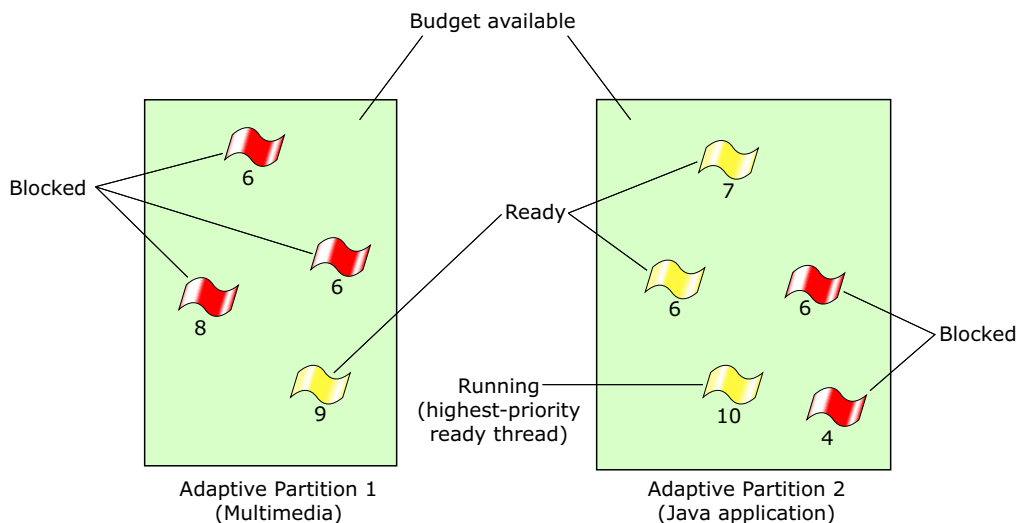 Budget available
Blocked
6
6
8
9
Ready
7
6
6
Blocked
Running
(highest-priority
ready thread)
10
4
Adaptive Partition 1
(Multimedia)
Adaptive Partition 2
(Java application)